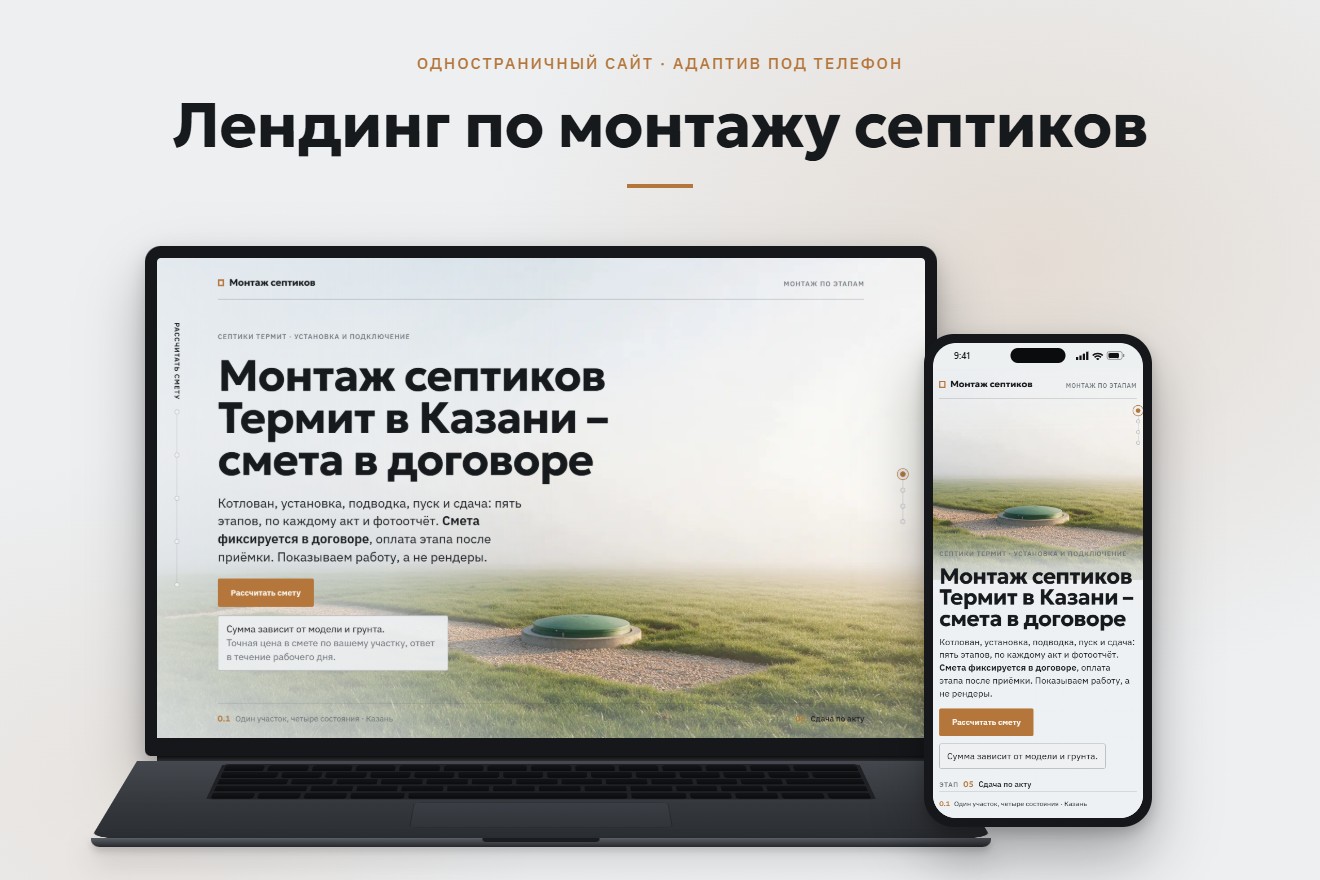 ОДНОСТРАНИЧНЫЙ САЙТ · АДАПТИВ ПОД ТЕЛЕФОН
Лендинг по монтажу септиков
Монтаж септиков
МОНТАЖ ПО ЭТАПАМ
РАССЧИТАТЬ СМЕТУ
СЕПТИКИ ТЕРМИТ · УСТАНОВКА И ПОДКЛЮЧЕНИЕ
Монтаж септиков
Термит в Казани –
смета в договоре
Котлован, установка, подводка, пуск и сдача: пять
этапов, по каждому акт и фотоотчёт. Смета
фиксируется в договоре, оплата этапа после
приёмки. Показываем работу, а не рендеры.
Рассчитать смету
Сумма зависит от модели и грунта.
Точная цена в смете по вашему участку, ответ
в течение рабочего дня.
0.1 Один участок, четыре состояния · Казань
Сдача по акту
9:41
Монтаж септиков
МОНТАЖ ПО ЭТАПАМ
СЕПТИКИ ТЕРМИТ · УСТАНОВКА И ПОДКЛЮЧЕНИЕ
Монтаж септиков
Термит в Казани –
смета в договоре
Котлован, установка, подводка, пуск и сдача:
пять этапов, по каждому акт и фотоотчёт.
Смета фиксируется в договоре, оплата
этапа после приёмки. Показываем работу, а
не рендеры.
Рассчитать смету
Сумма зависит от модели и грунта.
ЭТАП 05 Сдача по акту
0.1 Один участок, четыре состояния · Казань